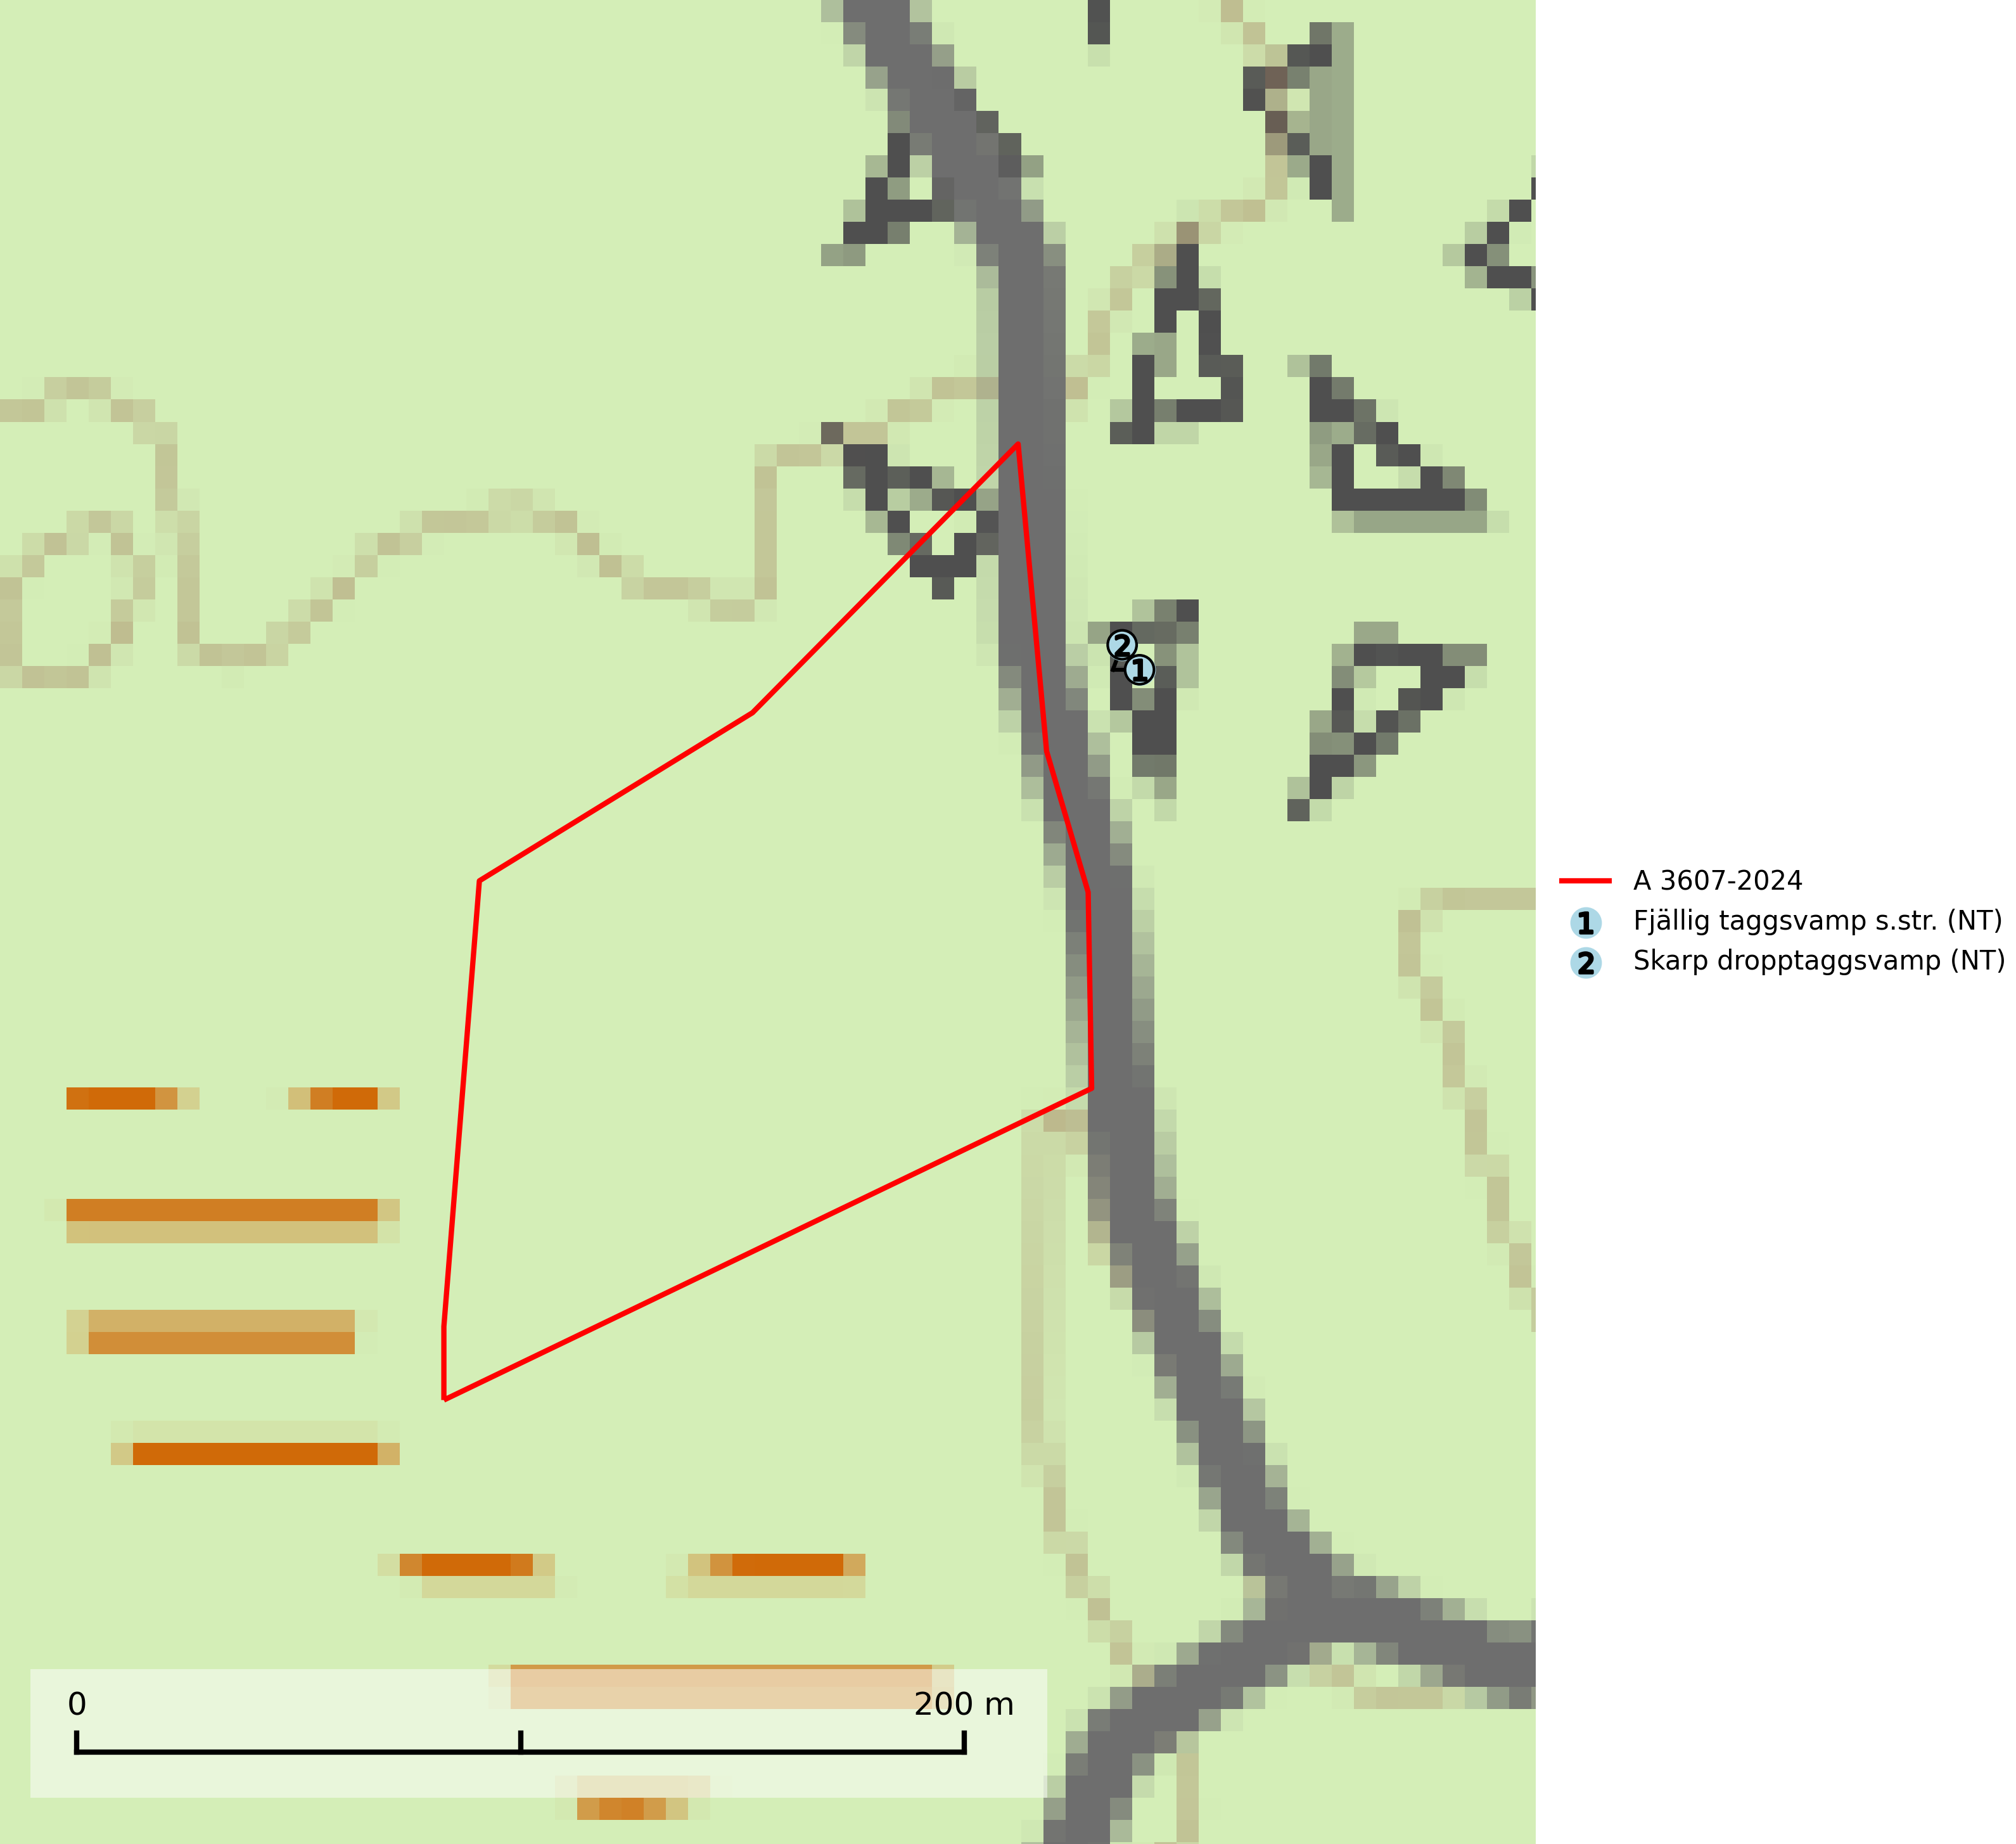 2
1
A 3607-2024
1 Fjällig taggsvamp s.str. (NT)
2 Skarp dropptaggsvamp (NT)
0 200 m